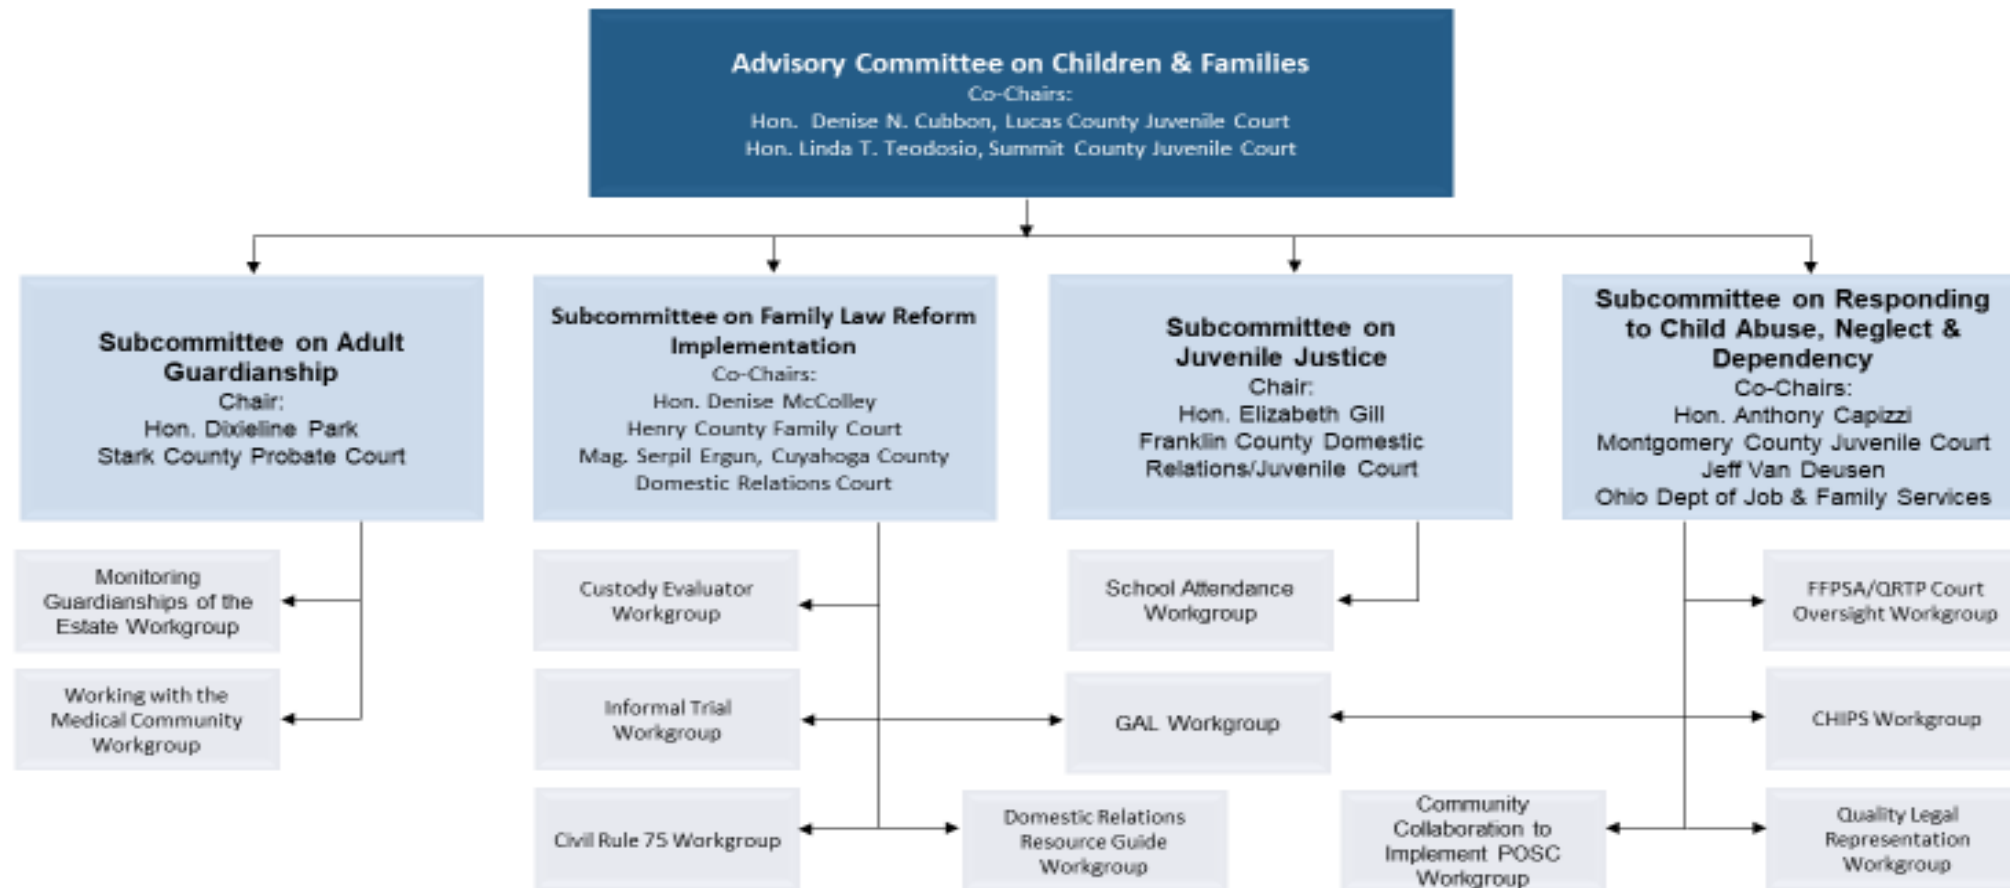 Advisory Committee on Children & Families
Co-Chairs:
Hon. Denise N. Cubbon, Lucas County Juvenile Court
Hon. Linda T. Teodosio, Summit County Juvenile Court
Subcommittee on Adult
Guardianship
Chair:
Hon. Dixieline Park
Stark County Probate Court
Subcommittee on Family Law Reform
Implementation
Co-Chairs:
Hon. Denise McColley
Henry County Family Court
Mag. Serpil Ergun, Cuyahoga County
Domestic Relations Court
Subcommittee on
Juvenile Justice
Chair:
Hon. Elizabeth Gill
Franklin County Domestic
Relations/Juvenile Court
Subcommittee on Responding
to Child Abuse, Neglect &
Dependency
Co-Chairs:
Hon. Anthony Capizzi
Montgomery County Juvenile Court
Jeff Van Deusen
Ohio Dept of Job & Family Services
Monitoring
Guardianships of the
Estate Workgroup
Working with the
Medical Community
Workgroup
Custody Evaluator
Workgroup
Informal Trial
Workgroup
Civil Rule 75 Workgroup
Domestic Relations
Resource Guide
Workgroup
School Attendance
Workgroup
GAL Workgroup
Community
Collaboration to
Implement POSC
Workgroup
FFPSA/QRTP Court
Oversight Workgroup
CHIPS Workgroup
Quality Legal
Representation
Workgroup